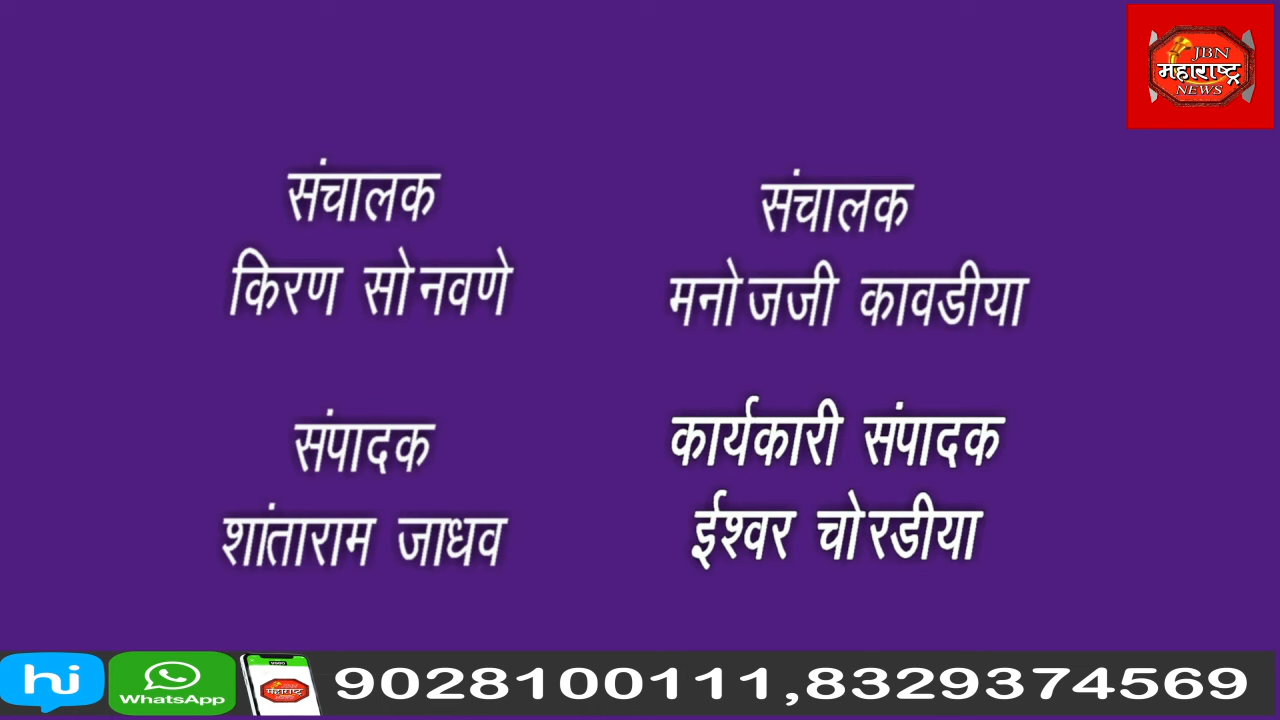 JBN
महाराष्ट्र
NEWS
संचालक
किरण सोनवणे
संचालक
मनोजजी कावडीया
संपादक
शांताराम जाधव
कार्यकारी संपादक
ईश्वर चोरडीया
hi
WhatsApp
महाराष्ट्र
9028100111,8329374569